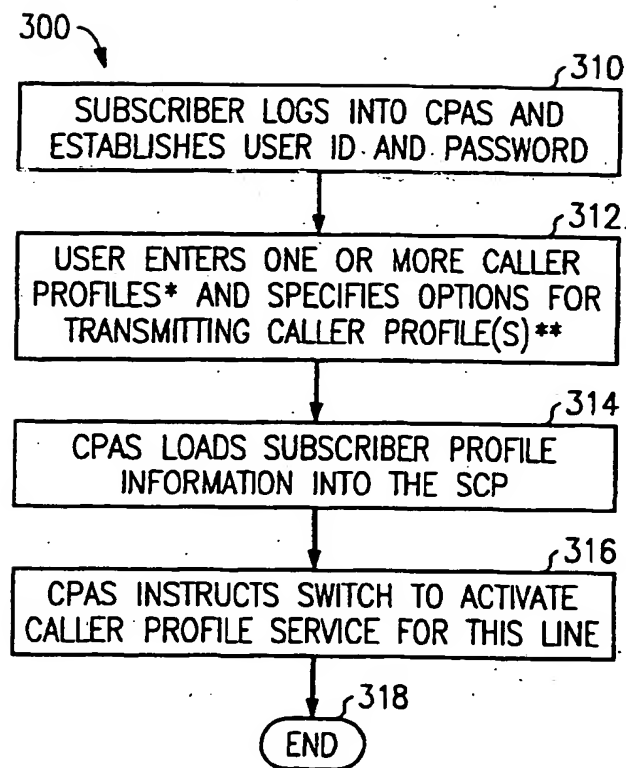 300
310
SUBSCRIBER LOGS INTO CPAS AND
ESTABLISHES USER ID AND PASSWORD
312
USER ENTERS ONE OR MORE CALLER
PROFILES* AND SPECIFIES OPTIONS FOR
TRANSMITTING CALLER PROFILE(S)**
314
CPAS LOADS SUBSCRIBER PROFILE
INFORMATION INTO THE SCP
316
CPAS INSTRUCTS SWITCH TO ACTIVATE
CALLER PROFILE SERVICE FOR THIS LINE
318
END